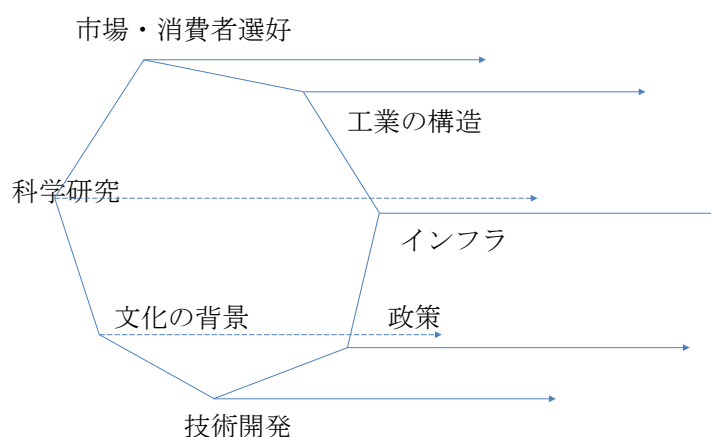 市場・消費者選好
工業の構造
科学研究
インフラ
文化の背景
政策
技術開発